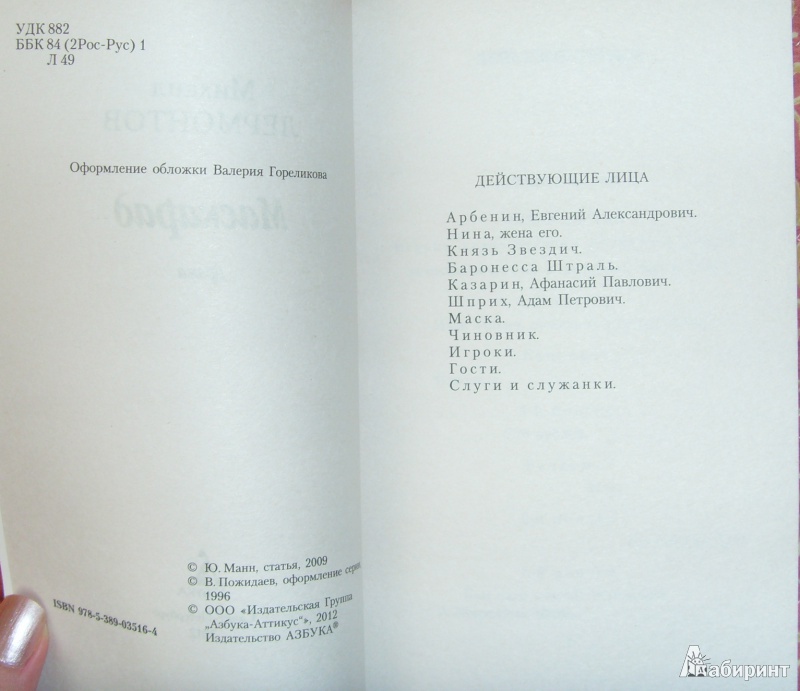 УДК 882
ББК 84 (2Рос-Рус) 1
Л 49
Михаил
ЛЕРМОНТОВ
Маскарад
Оформление обложки Валерия Гореликова
© Ю. Манн, статья, 2009
© В. Пожидаев, оформление серии,
1996
© ООО «Издательская Группа
„Азбука-Аттикус“», 2012
Издательство АЗБУКА®
ISBN 978-5-389-03516-4
ДЕЙСТВУЮЩИЕ ЛИЦА
Арбенин, Евгений Александрович.
Нина, жена его.
Князь Звездич.
Баронесса Штраль.
Казарин, Афанасий Павлович.
Шприх, Адам Петрович.
Маска.
Чиновник.
Игроки.
Гости.
Слуги и служанки.
Лабиринт